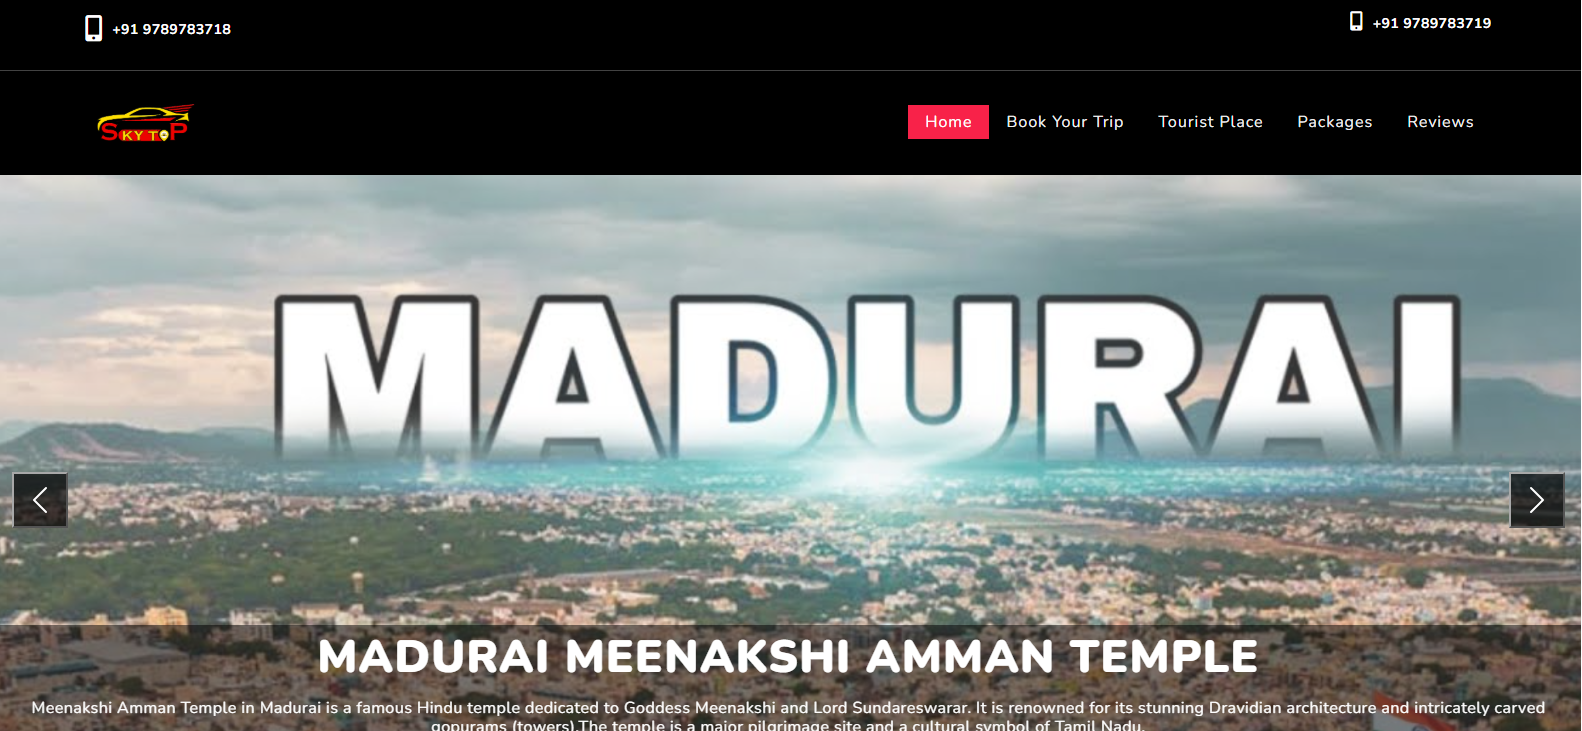 +91 9789783718
+91 9789783719
SKY TOP
Home
Book Your Trip
Tourist Place
Packages
Reviews
MADURAI
MADURAI MEENAKSHI AMMAN TEMPLE
Meenakshi Amman Temple in Madurai is a famous Hindu temple dedicated to Goddess Meenakshi and Lord Sundareswarar. It is renowned for its stunning Dravidian architecture and intricately carved
gopurams (towers).The temple is a major pilgrimage site and a cultural symbol of Tamil Nadu.